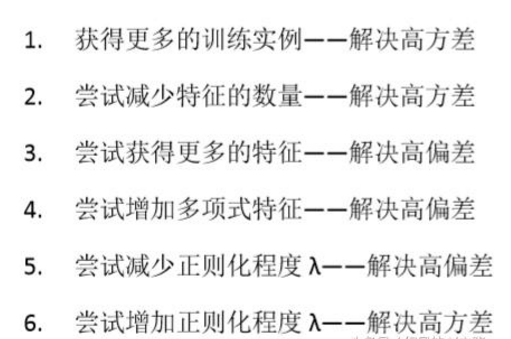 1. 获得更多的训练实例——解决高方差
2. 尝试减少特征的数量——解决高方差
3. 尝试获得更多的特征——解决高偏差
4. 尝试增加多项式特征——解决高偏差
5. 尝试减少正则化程度 λ——解决高偏差
6. 尝试增加正则化程度 λ——解决高方差